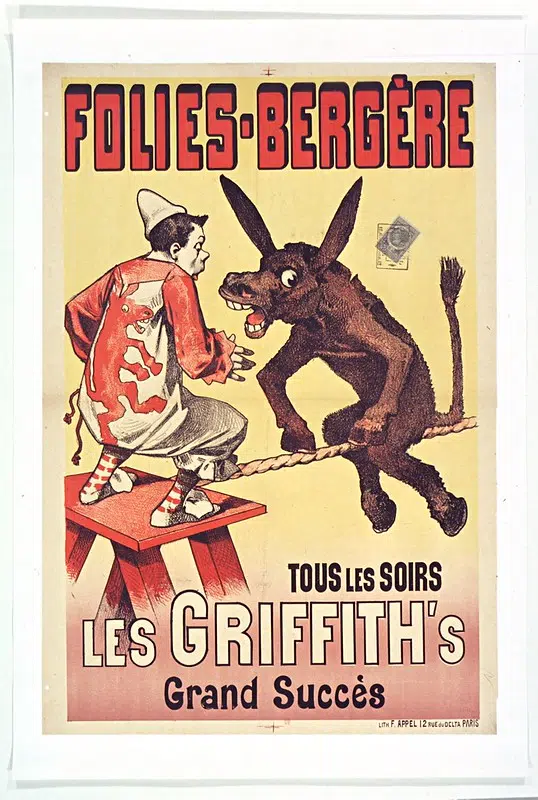 FOLIES-BERGÈRE
TOUS LES SOIRS
LES GRIFFITH'S
Grand Succès
LITH F. APPEL 12 RUE DU DELTA PARIS